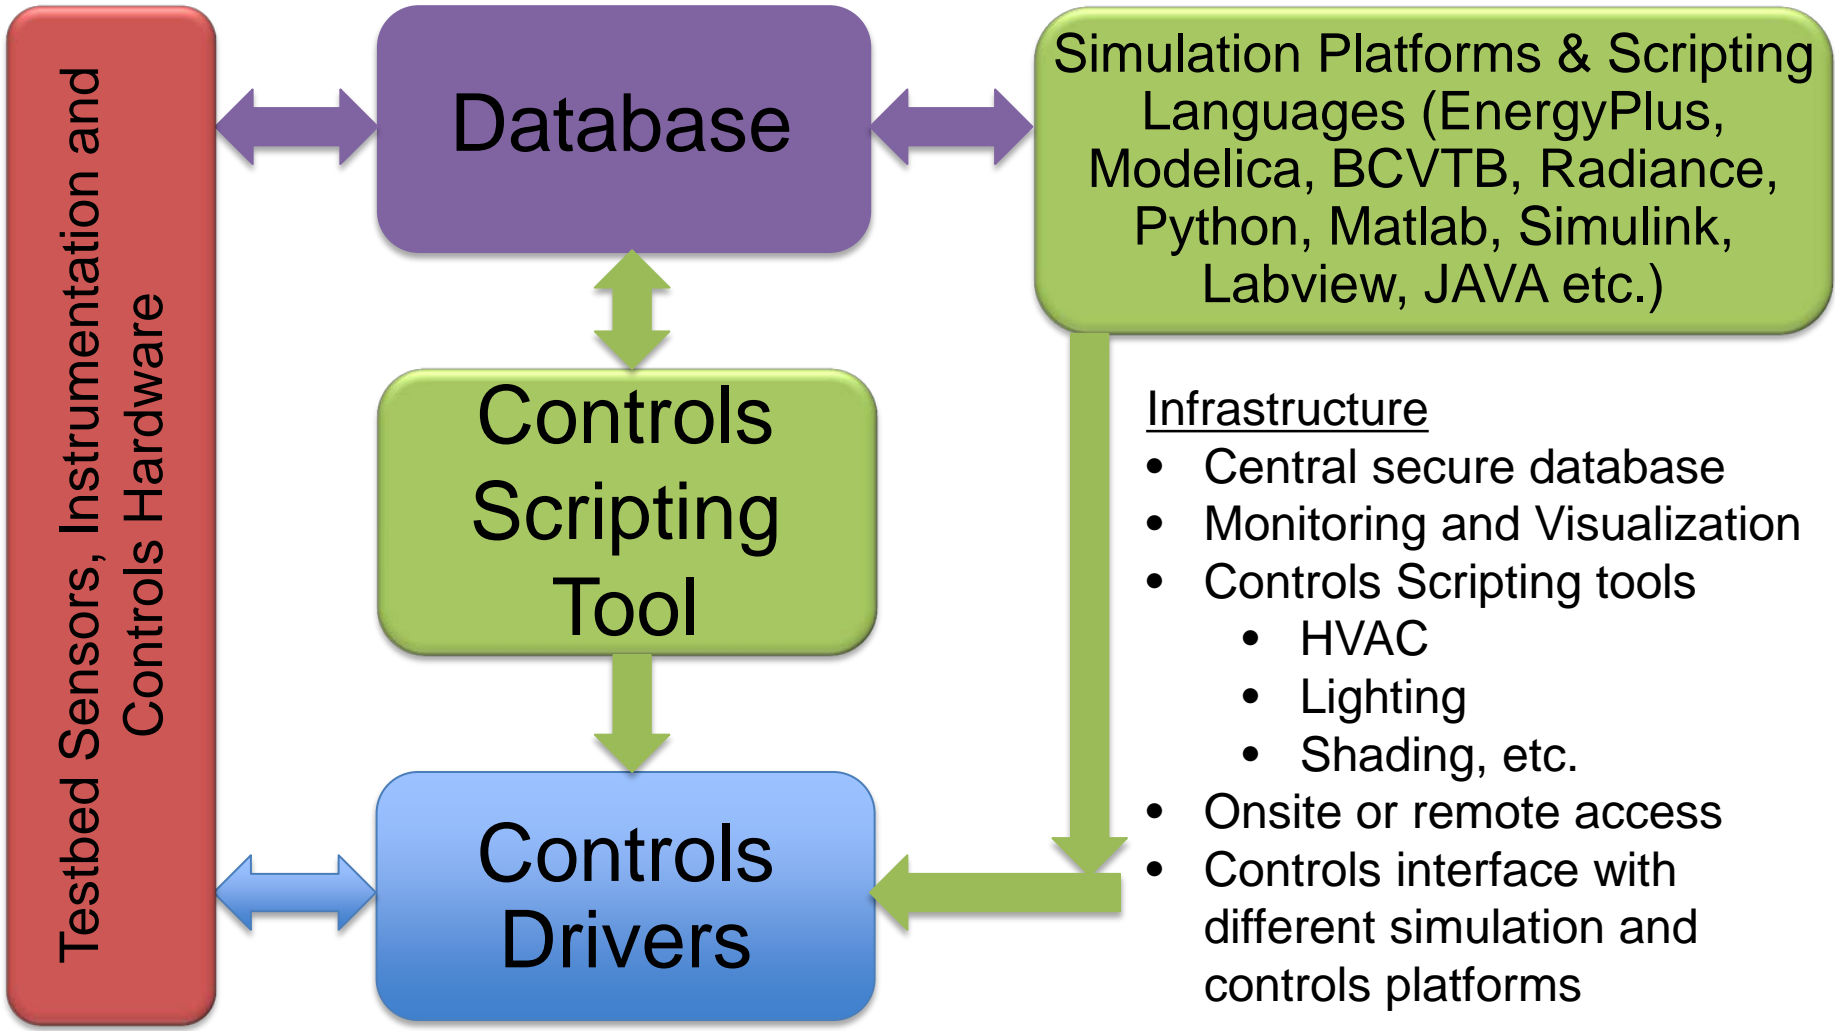 Testbed Sensors, Instrumentation and
Controls Hardware
Database
Simulation Platforms & Scripting
Languages (EnergyPlus,
Modelica, BCVTB, Radiance,
Python, Matlab, Simulink,
Labview, JAVA etc.)
Controls
Scripting
Tool
Controls
Drivers
Infrastructure
• Central secure database
• Monitoring and Visualization
• Controls Scripting tools
• HVAC
• Lighting
• Shading, etc.
• Onsite or remote access
• Controls interface with
different simulation and
controls platforms